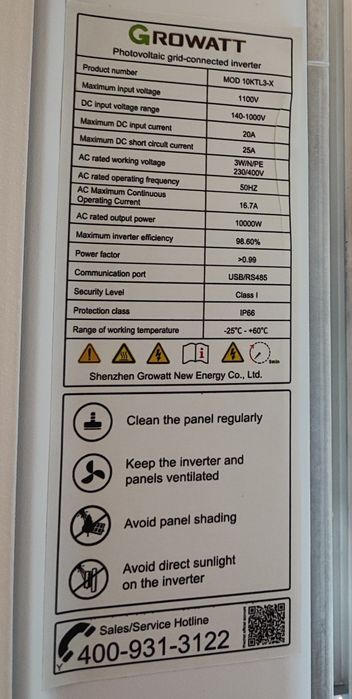 GROWATT
Photovoltaic grid-connected inverter
Product number MOD 10KTL3-X
Maximum input voltage 1100V
DC input voltage range 140-1000V
Maximum DC input current 20A
Maximum DC short circuit current 25A
AC rated working voltage 3W/N/PE 230/400V
AC rated operating frequency 50HZ
AC Maximum Continuous
Operating Current 16.7A
AC rated output power 10000W
Maximum inverter efficiency 98.60%
Power factor >0.99
Communication port USB/RS485
Security Level Class I
Protection class IP66
Range of working temperature -25°C - +60°C
5min
Shenzhen Growatt New Energy Co., Ltd.
Clean the panel regularly
Keep the inverter and
panels ventilated
Avoid panel shading
Avoid direct sunlight
on the inverter
Sales/Service Hotline
400-931-3122
Y